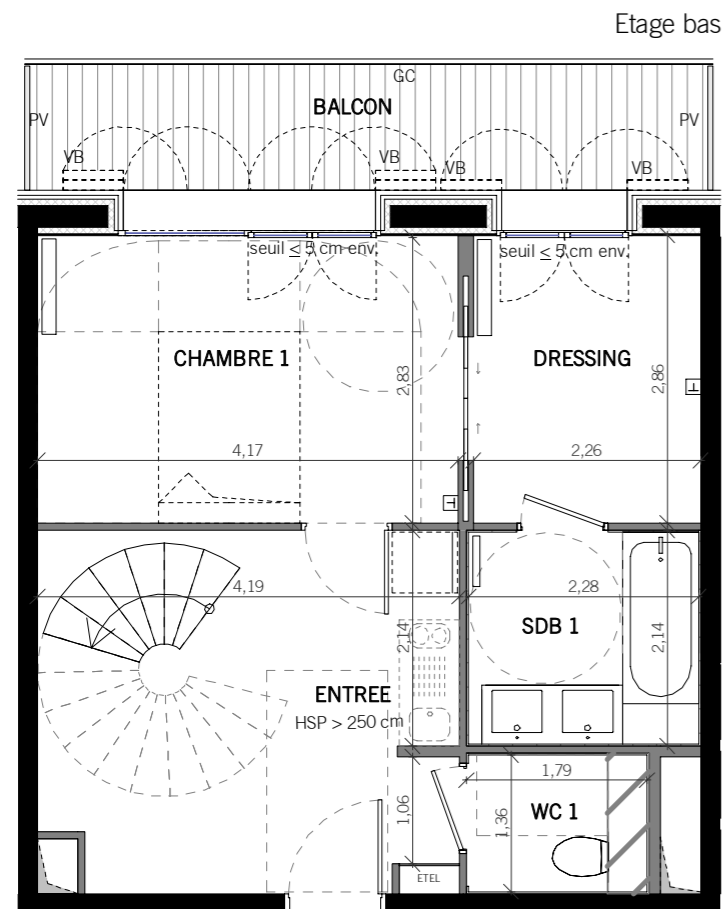 Etage bas
GC
BALCON
PV
PV
VB
VB
VB
VB
seuil ≤ 5 cm env.
seuil ≤ 5 cm env.
CHAMBRE 1
DRESSING
2,83
2,86
4,17
2,26
4,19
2,28
2,14
SDB 1
2,14
ENTREE
HSP > 250 cm
1,79
1,06
1,36
WC 1
ETEL